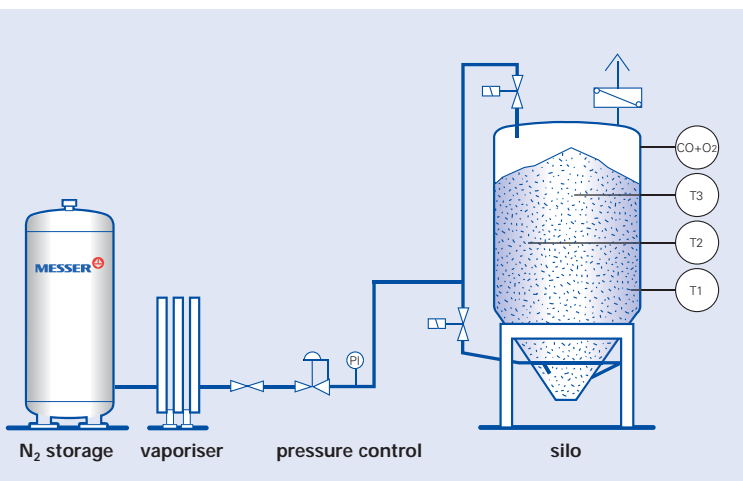 CO+O2
T3
T2
T1
MESSER
PI
N₂ storage
vaporiser
pressure control
silo